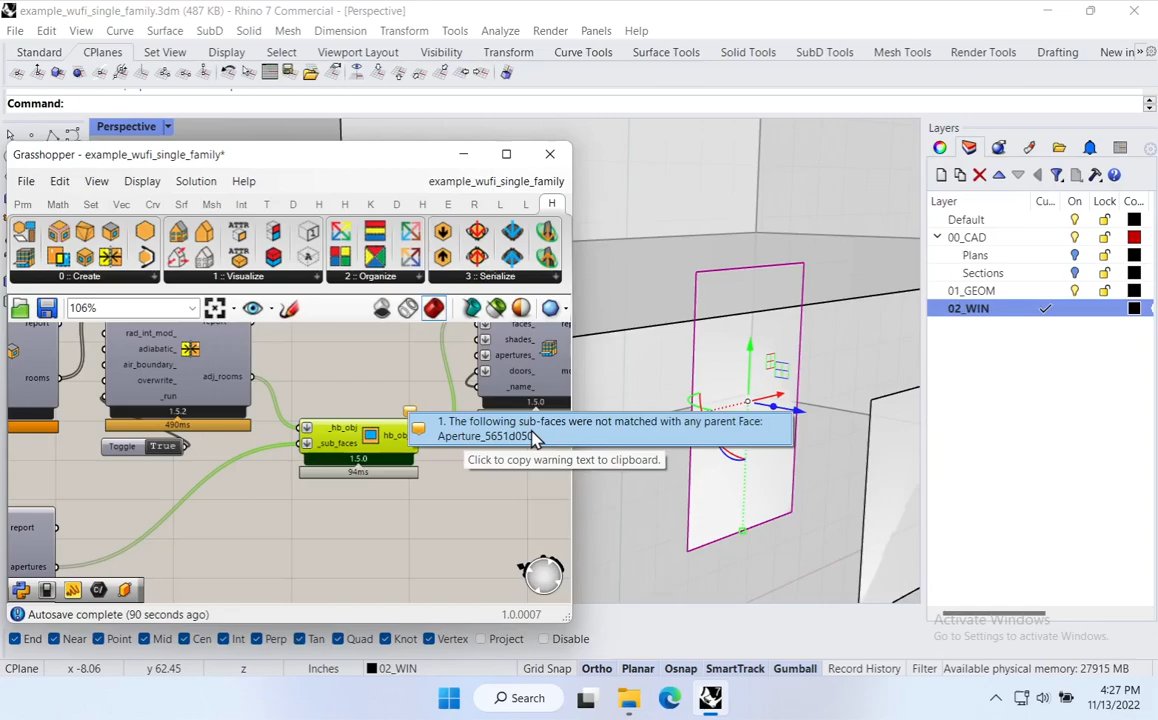 example_wufi_single_family.3dm (487 KB) - Rhino 7 Commercial - [Perspective]
File Edit View Curve Surface SubD Solid Mesh Dimension Transform Tools Analyze Render Panels Help
Standard CPlanes Set View Display Select Viewport Layout Visibility Transform Curve Tools Surface Tools Solid Tools SubD Tools Mesh Tools Render Tools Drafting New in
Command:
Perspective
Layers
Grasshopper - example_wufi_single_family*
File Edit View Display Solution Help example_wufi_single_family
Prm Math Set Vec Crv Srf Msh Int T D H H K D H E R L L H
ATTR
A
ATTR
0 :: Create 1 :: Visualize 2 :: Organize 3 :: Serialize
106%
Layer Cu... On Lock Co...
Default
00_CAD
Plans
Sections
01_GEOM
02_WIN
report
rooms
rad_int_mod_
adiabatic_
air_boundary_
overwrite_
_run
adj_rooms
1.5.2
490ms
Toggle True
_hb_obj
_sub_faces
hb_ob
1.5.0
94ms
faces_
shades_
apertures_
doors_
_name_
1.5.0
report
apertures
1. The following sub-faces were not matched with any parent Face:
Aperture_5651d050
Click to copy warning text to clipboard.
Autosave complete (90 seconds ago) 1.0.0007
Activate Windows
Go to Settings to activate Windows.
End Near Point Mid Cen Int Perp Tan Quad Knot Vertex Project Disable
CPlane x -8.06 y 62.45 z Inches 02_WIN Grid Snap Ortho Planar Osnap SmartTrack Gumball Record History Filter Available physical memory: 27915 MB
Search
4:27 PM
11/13/2022